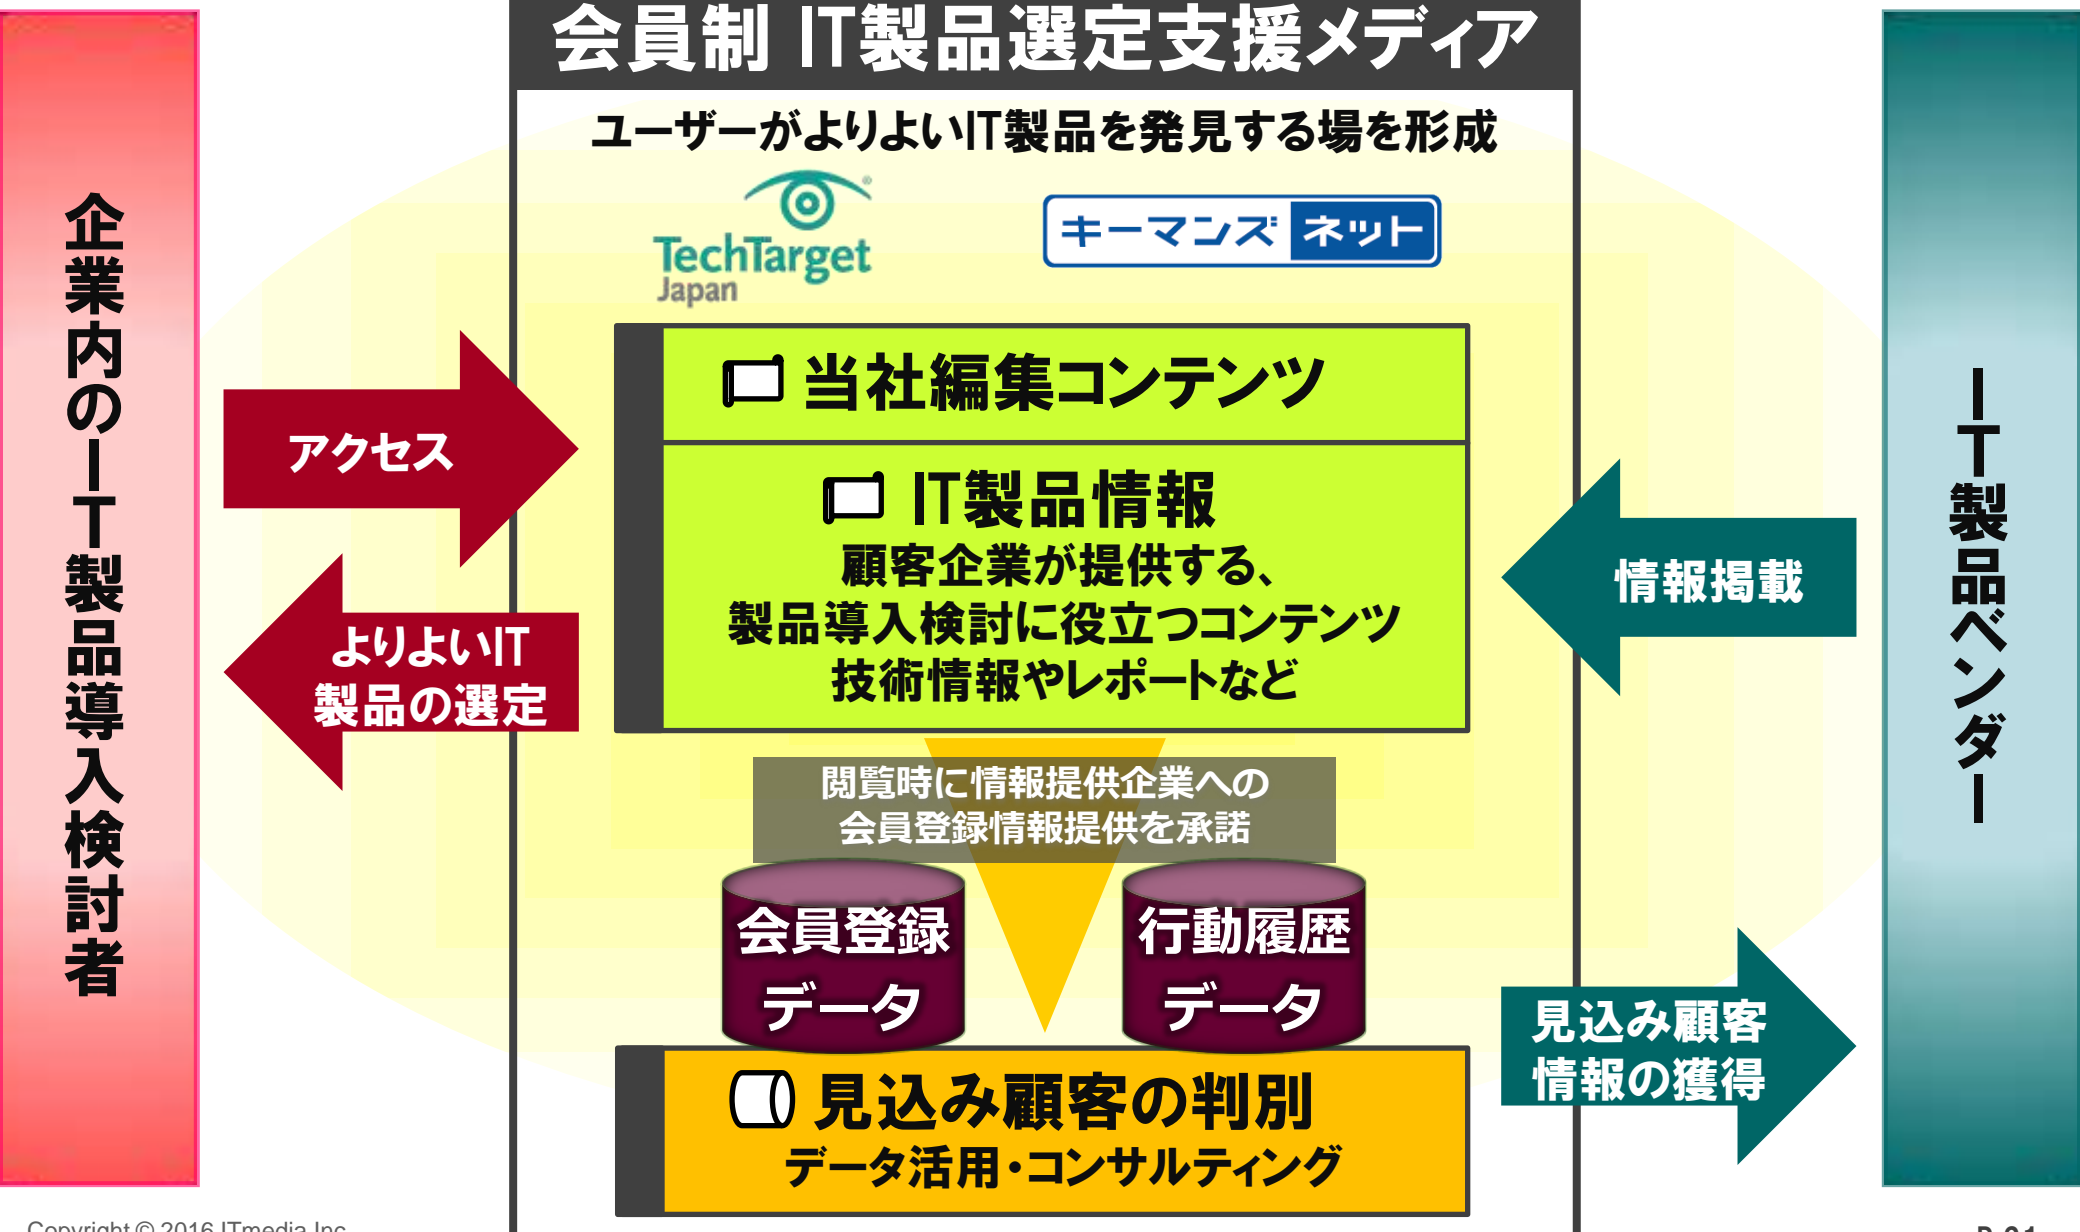 会員制 IT製品選定支援メディア
ユーザーがよりよいIT製品を発見する場を形成
TechTarget®
Japan
キーマンズネット
企業内のIT製品導入検討者
アクセス
よりよいIT
製品の選定
当社編集コンテンツ
IT製品情報
顧客企業が提供する、
製品導入検討に役立つコンテンツ
技術情報やレポートなど
情報掲載
IT製品ベンダー
閲覧時に情報提供企業への
会員登録情報提供を承諾
会員登録
データ
行動履歴
データ
見込み顧客
情報の獲得
見込み顧客の判別
データ活用・コンサルティング
Copyright © 2016 ITmedia Inc
P 21